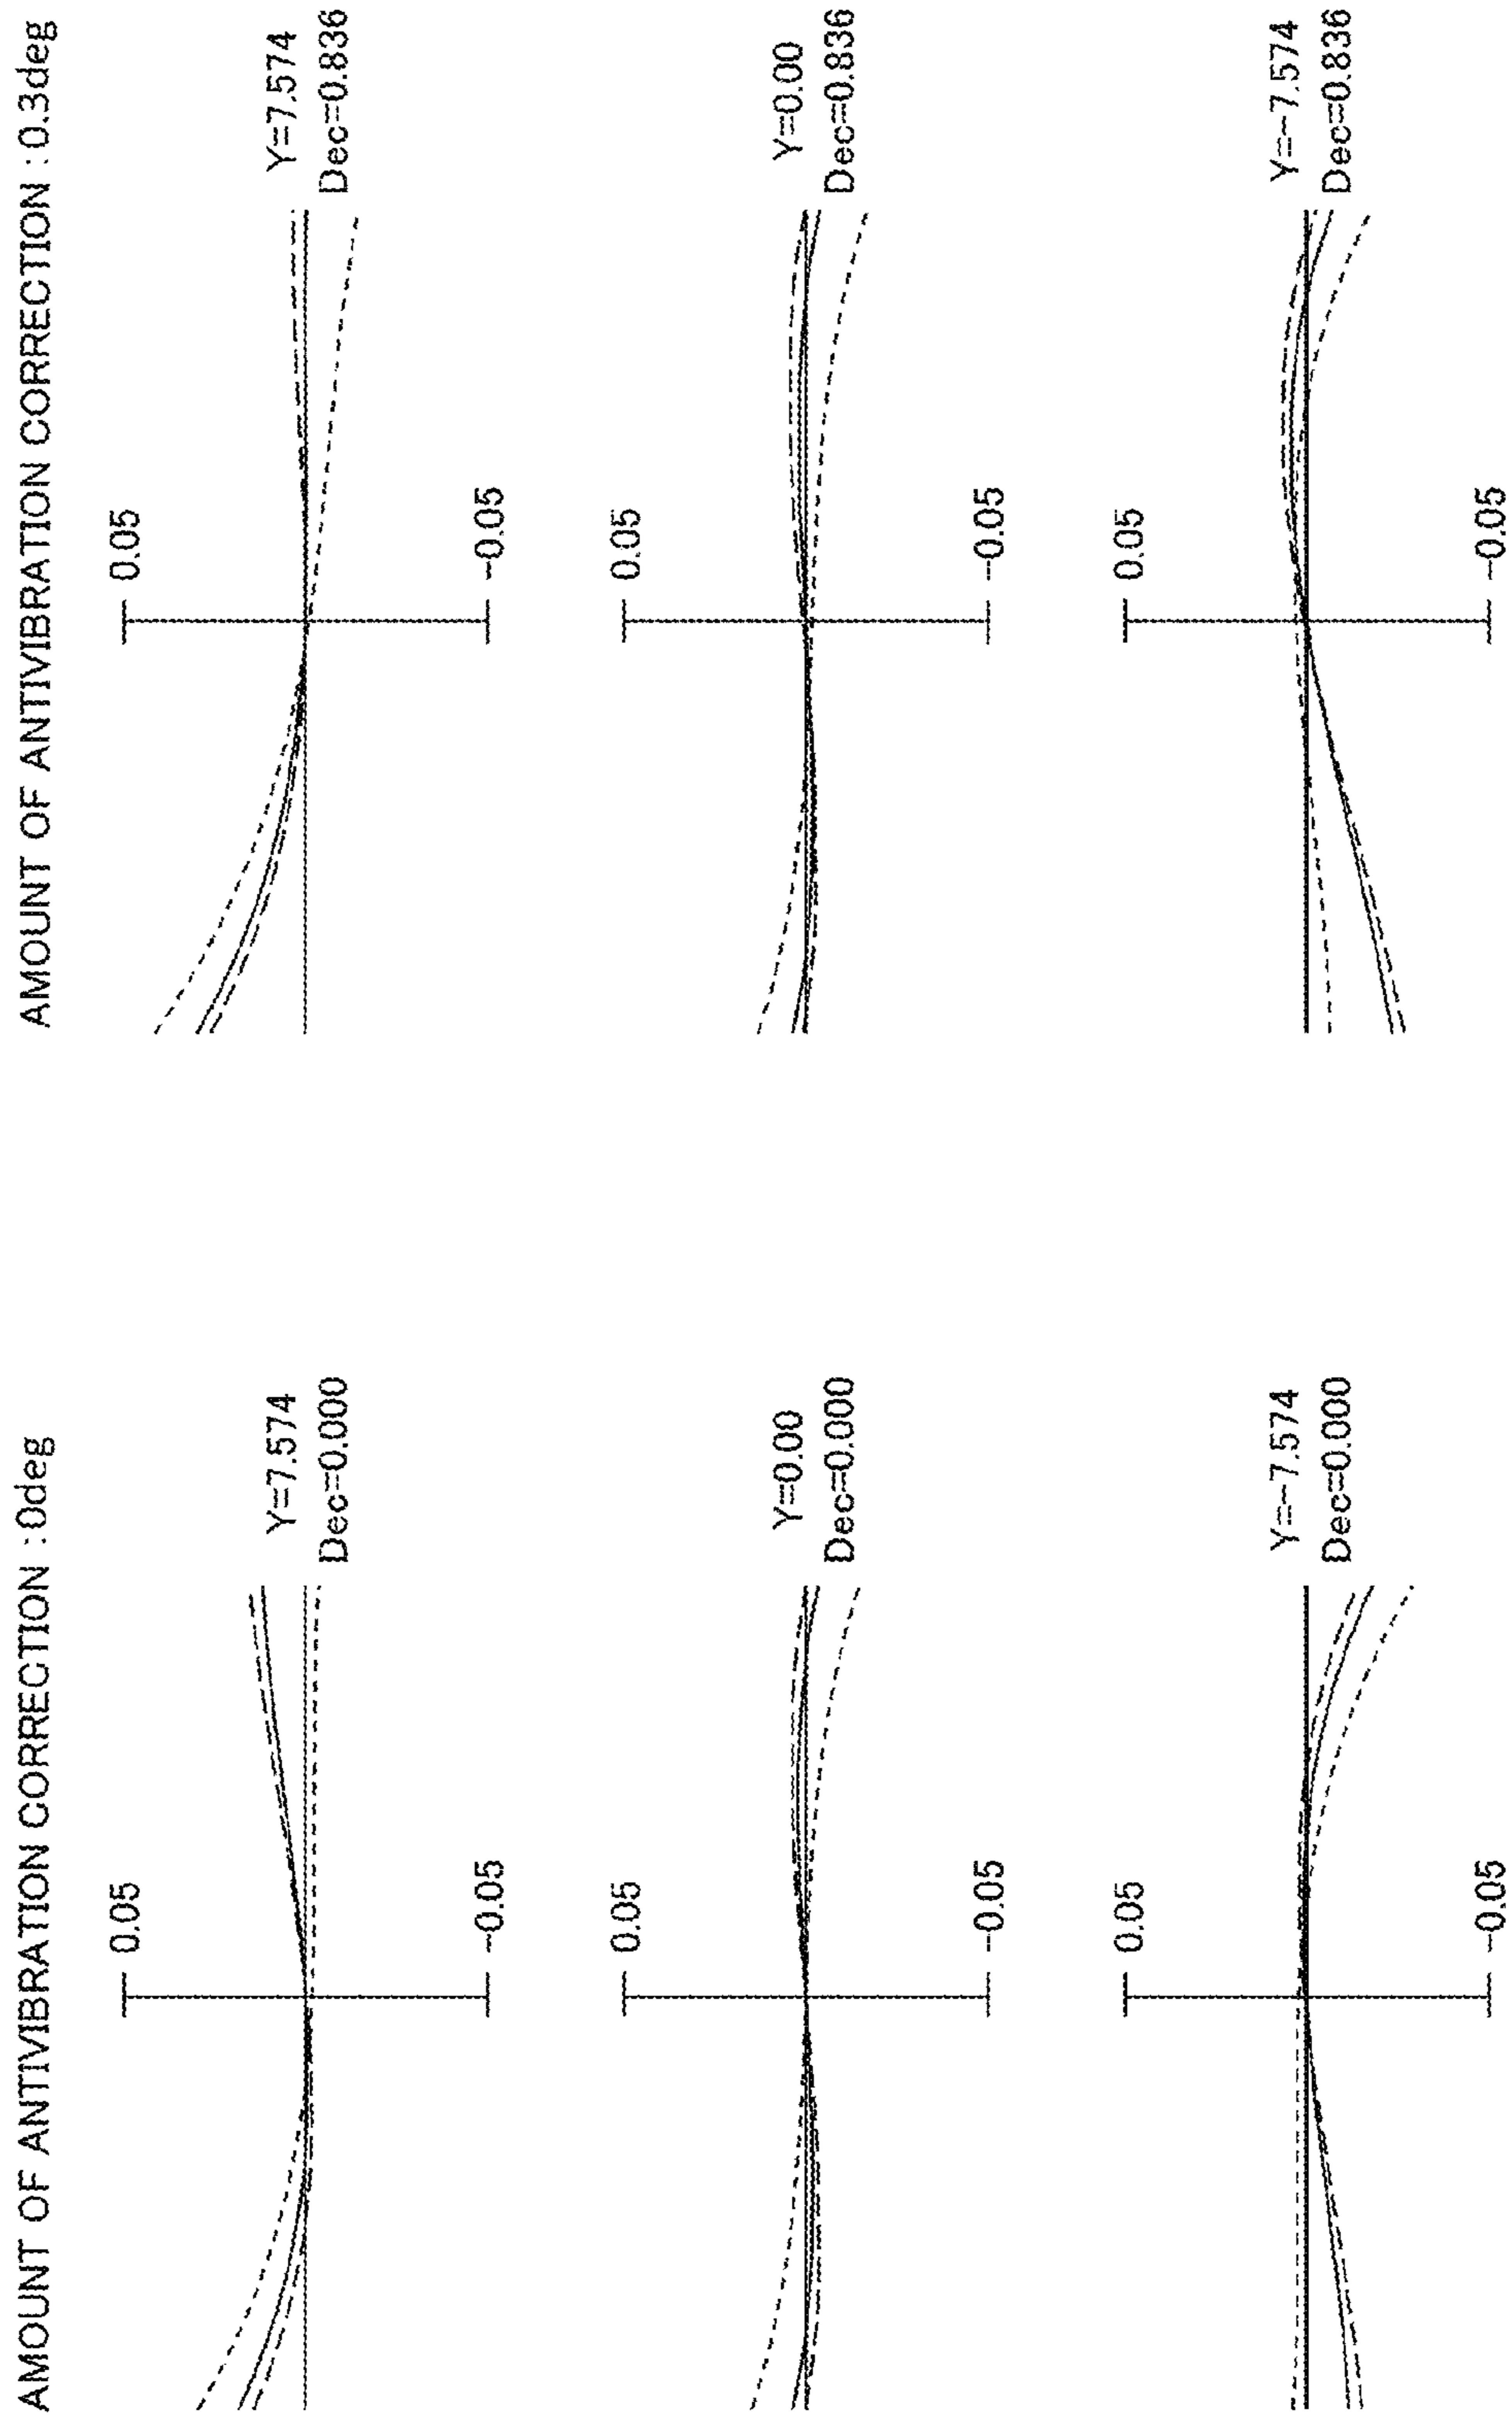 AMOUNT OF ANTIVIBRATION CORRECTION :0deg
0.05
Y=7.574
Dec=0.000
-0.05
0.05
Y=0.00
Dec=0.000
-0.05
0.05
Y=-7.574
Dec=0.000
-0.05
AMOUNT OF ANTIVIBRATION CORRECTION :0.3deg
0.05
Y=7.574
Dec=0.836
-0.05
0.05
Y=0.00
Dec=0.836
-0.05
0.05
Y=-7.574
Dec=0.836
-0.05